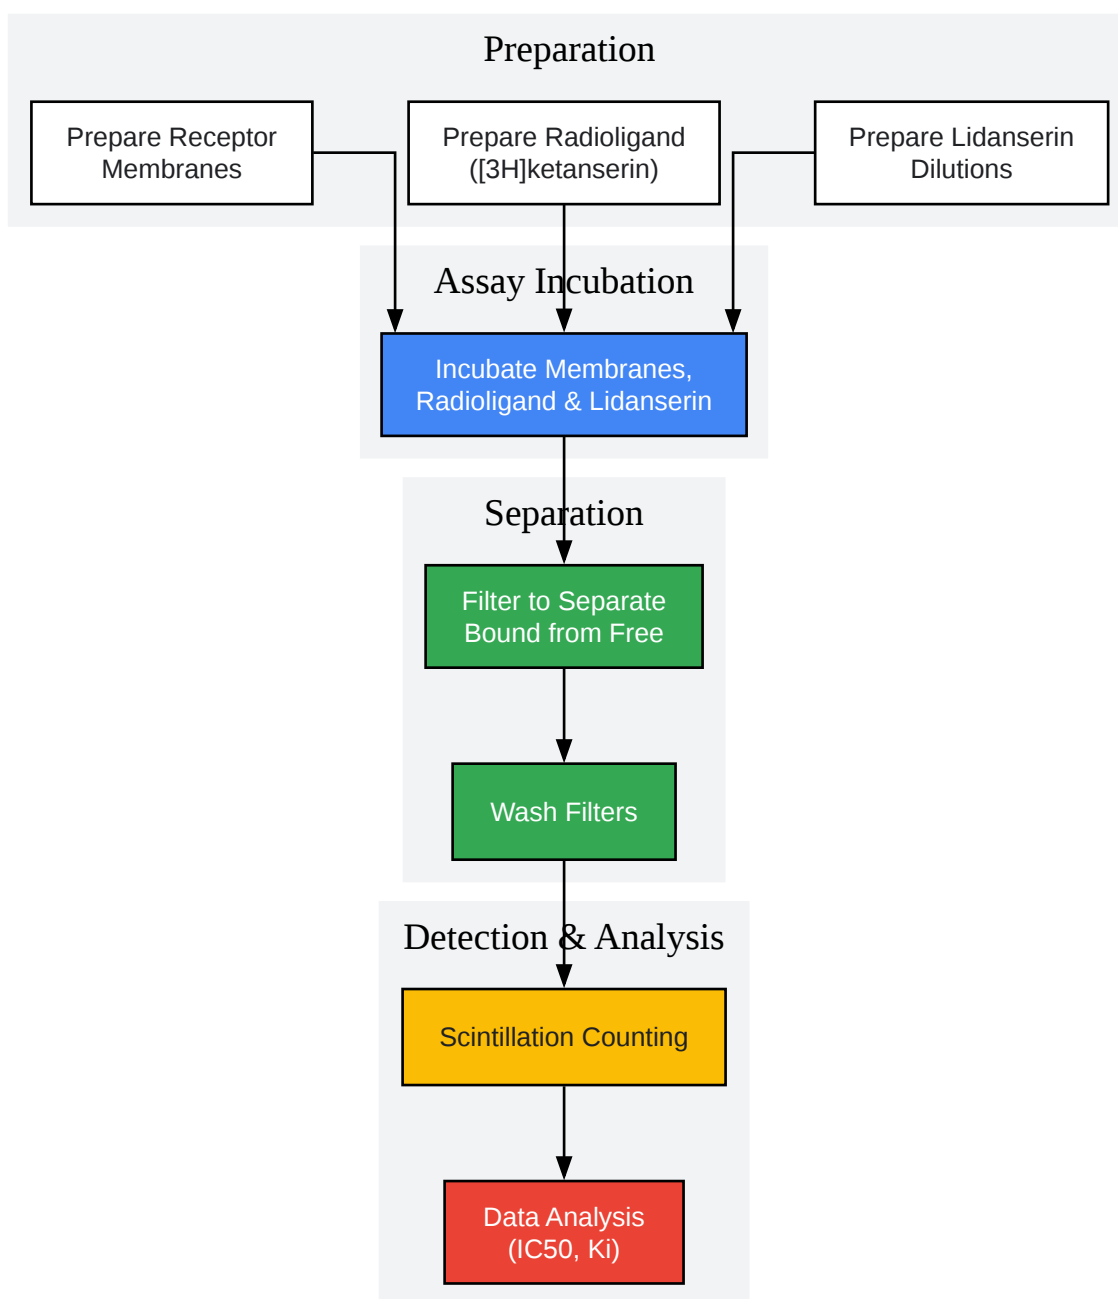 Preparation
Prepare Receptor
Membranes
Prepare Radioligand
([3H]ketanserin)
Prepare Lidanserin
Dilutions
Assay Incubation
Incubate Membranes,
Radioligand & Lidanserin
Separation
Filter to Separate
Bound from Free
Wash Filters
Detection & Analysis
Scintillation Counting
Data Analysis
(IC50, Ki)